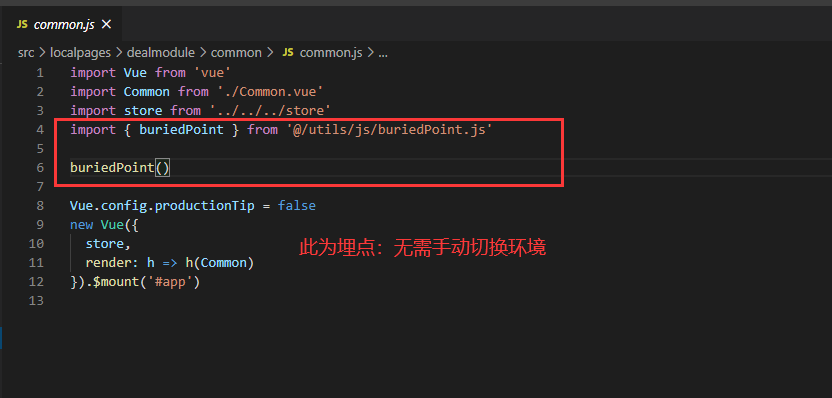 JS common.js ×
src > localpages > dealmodule > common > JS common.js > ...
1 import Vue from 'vue'
2 import Common from './Common.vue'
3 import store from '../../../store'
4 import { buriedPoint } from '@/utils/js/buriedPoint.js'
5
6 buriedPoint()
7
8 Vue.config.productionTip = false
9 new Vue({
10 store,
11 render: h => h(Common)
12 }).$mount('#app')
13
此为埋点：无需手动切换环境